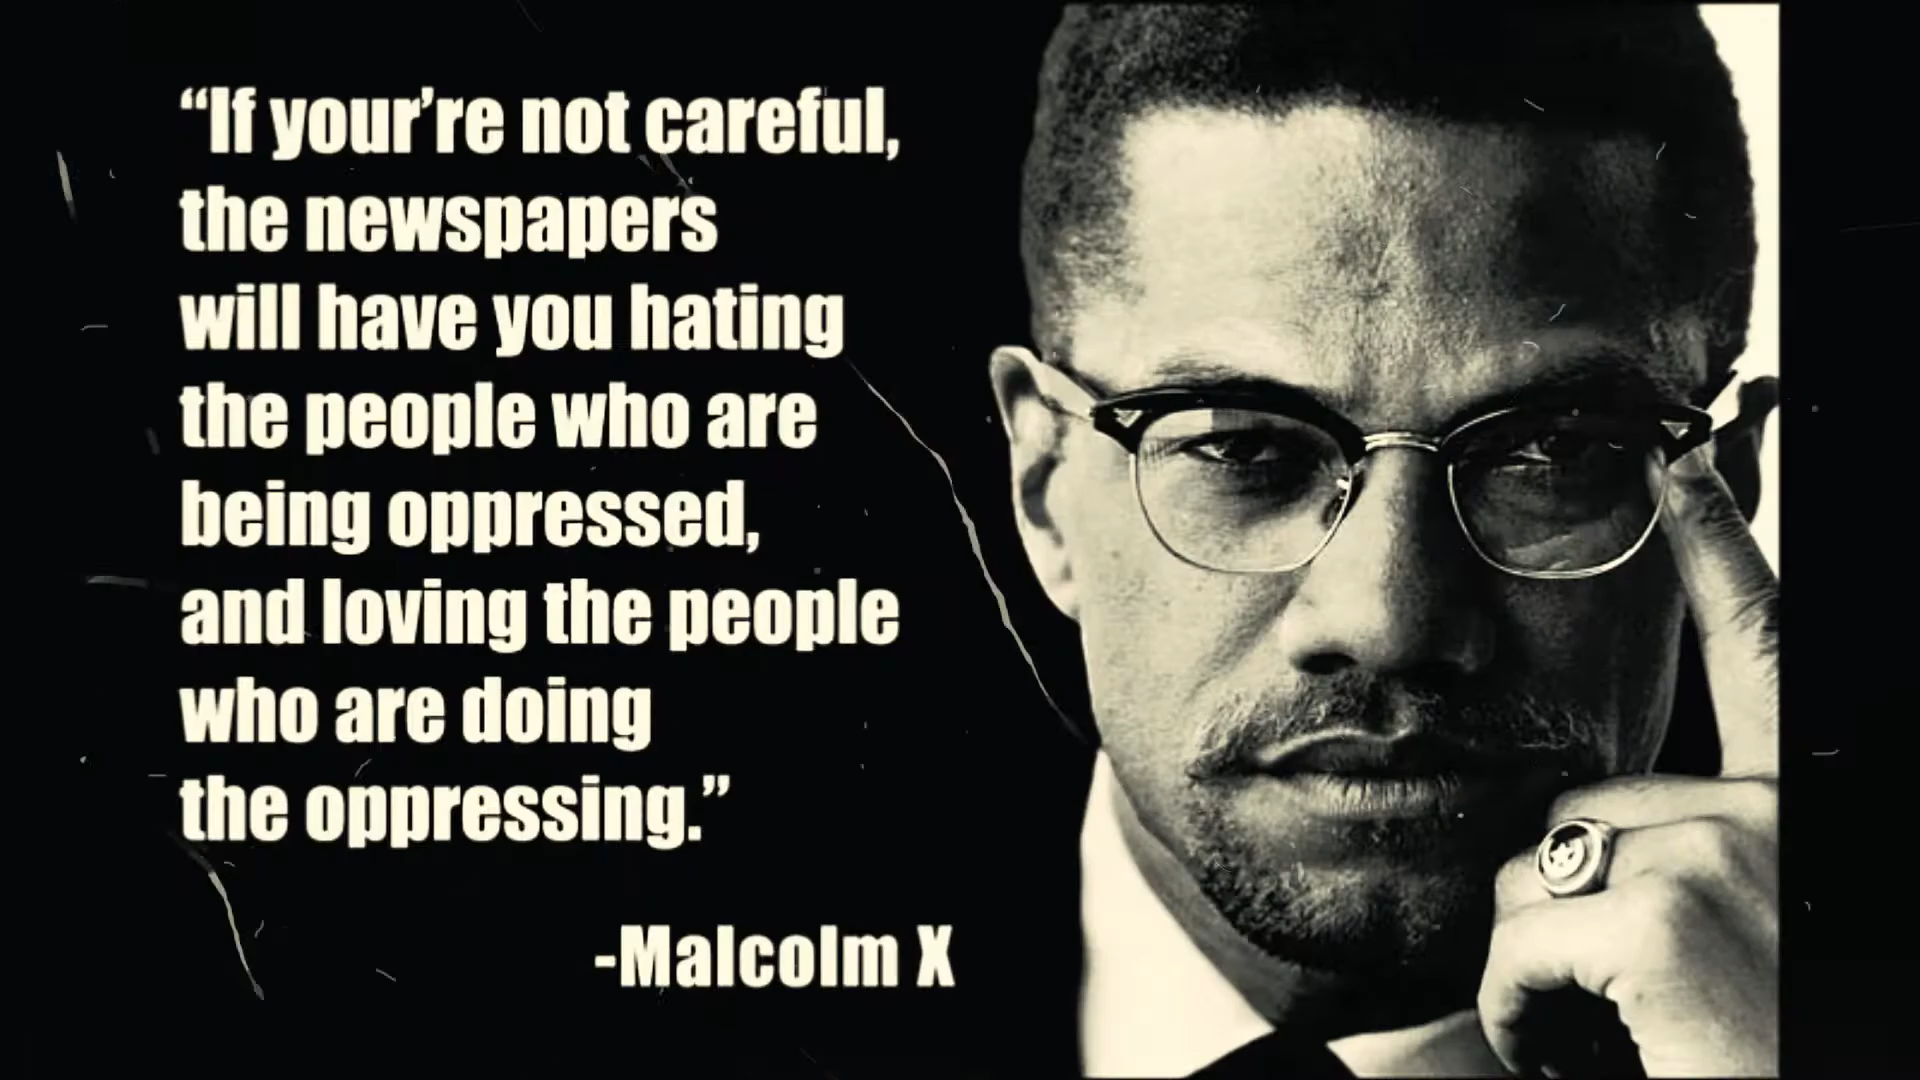 “If your’re not careful,
the newspapers
will have you hating
the people who are
being oppressed,
and loving the people
who are doing
the oppressing.”
-Malcolm X